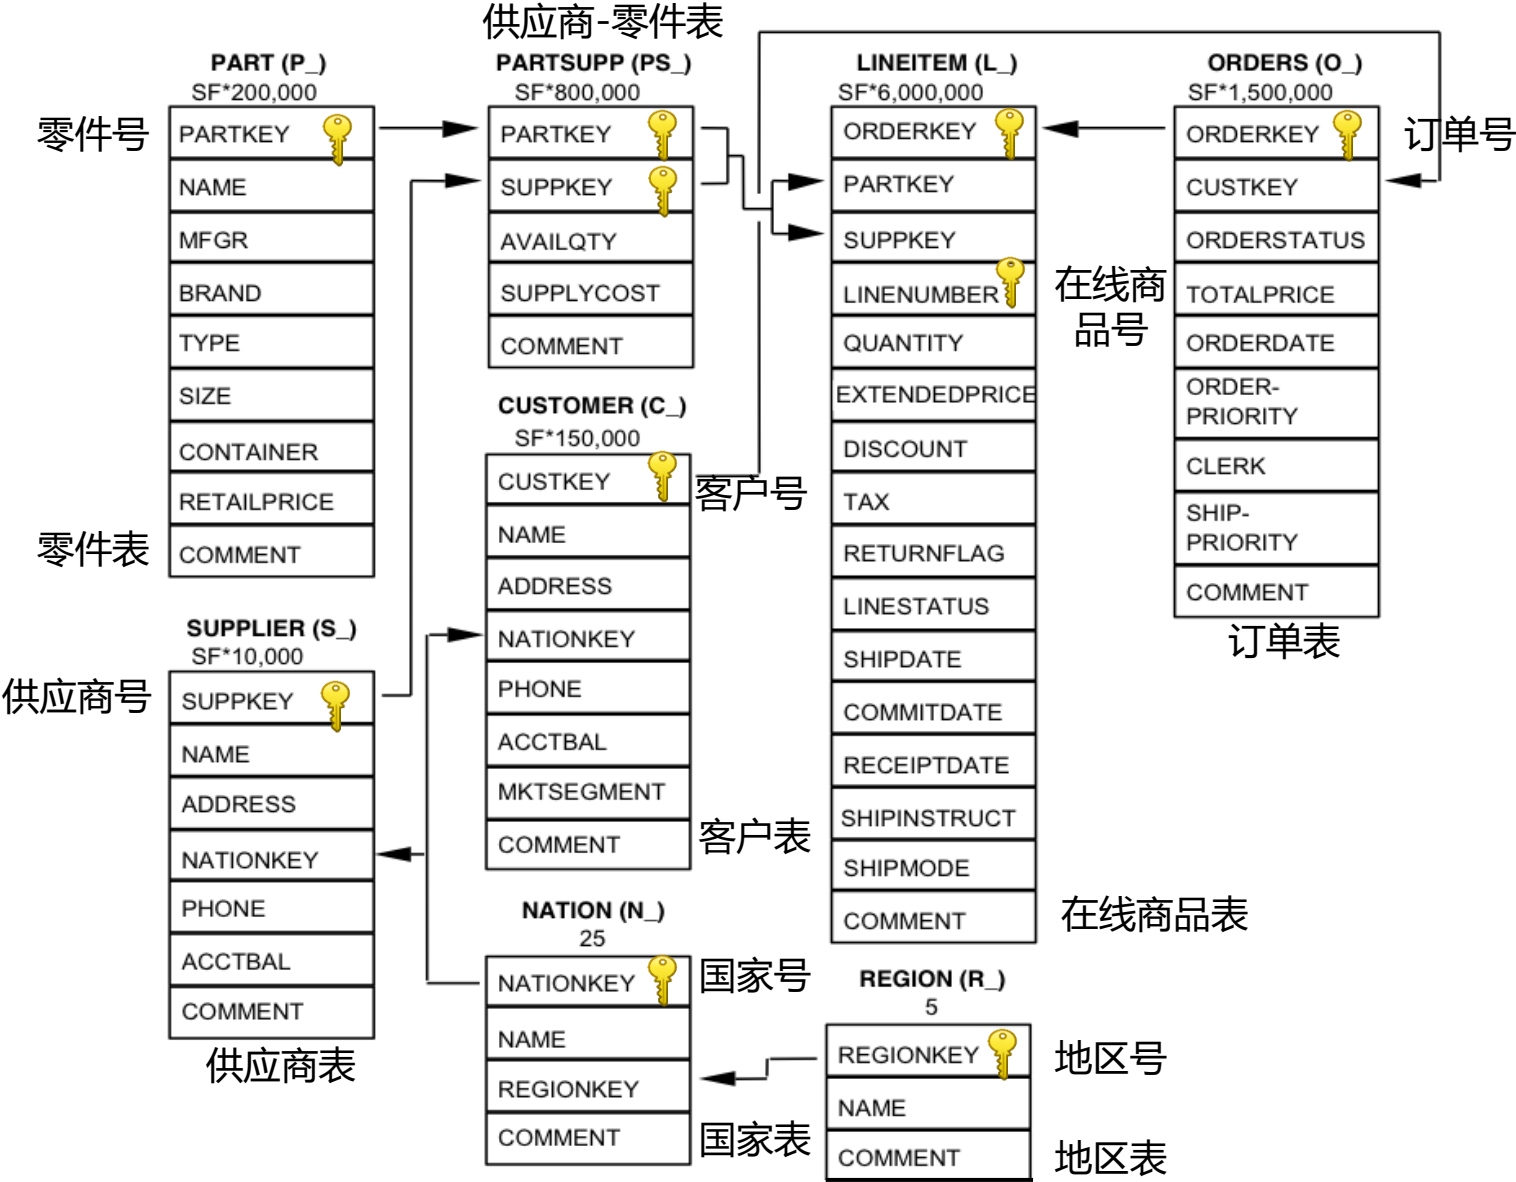 供应商-零件表
PART (P_)
SF*200,000
零件号
PARTKEY
NAME
MFGR
BRAND
TYPE
SIZE
CONTAINER
RETAILPRICE
零件表
COMMENT
SUPPLIER (S_)
SF*10,000
供应商号
SUPPKEY
NAME
ADDRESS
NATIONKEY
PHONE
ACCTBAL
COMMENT
供应商表
PARTSUPP (PS_)
SF*800,000
PARTKEY
SUPPKEY
AVAILQTY
SUPPLYCOST
COMMENT
CUSTOMER (C_)
SF*150,000
CUSTKEY
客户号
NAME
ADDRESS
NATIONKEY
PHONE
ACCTBAL
MKTSEGMENT
COMMENT
客户表
NATION (N_)
25
NATIONKEY
国家号
NAME
REGIONKEY
COMMENT
国家表
LINEITEM (L_)
SF*6,000,000
ORDERKEY
PARTKEY
SUPPKEY
LINENUMBER
在线商
品号
QUANTITY
EXTENDEDPRICE
DISCOUNT
TAX
RETURNFLAG
LINESTATUS
SHIPDATE
COMMITDATE
RECEIPTDATE
SHIPINSTRUCT
SHIPMODE
COMMENT
在线商品表
REGION (R_)
5
REGIONKEY
地区号
NAME
COMMENT
地区表
ORDERS (O_)
SF*1,500,000
ORDERKEY
订单号
CUSTKEY
ORDERSTATUS
TOTALPRICE
ORDERDATE
ORDER-
PRIORITY
CLERK
SHIP-
PRIORITY
COMMENT
订单表